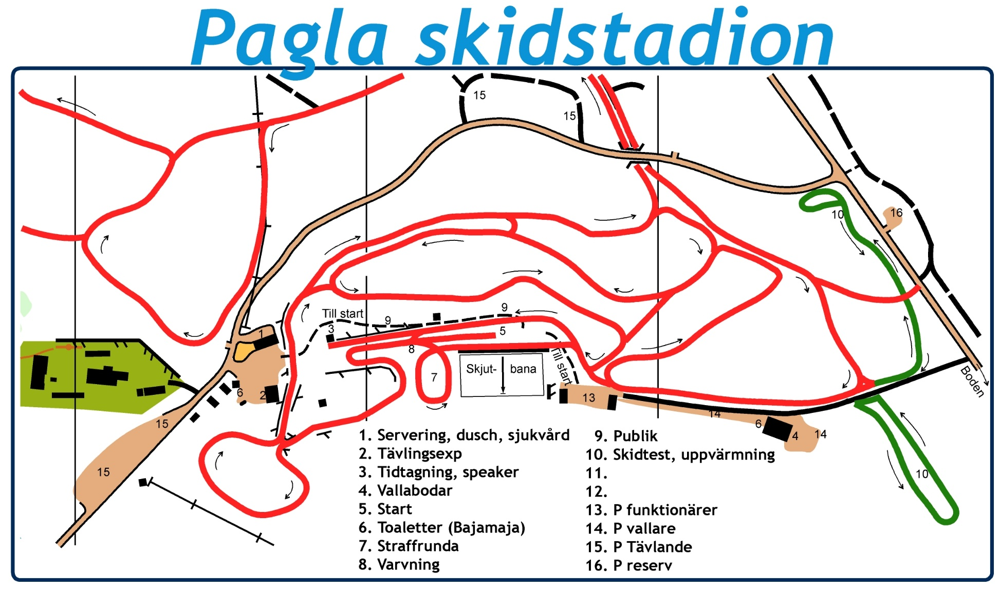 Pagla skidstadion
15
15
16
10
Till start
9
9
3
5
1
8
Skjut- bana
7
Till start
Boden
6
2
13
14
15
6
4
14
15
10
1. Servering, dusch, sjukvård
2. Tävlingsexp
3. Tidtagning, speaker
4. Vallabodar
5. Start
6. Toaletter (Bajamaja)
7. Straffrunda
8. Varvning
9. Publik
10. Skidtest, uppvärmning
11.
12.
13. P funktionärer
14. P vallare
15. P Tävlande
16. P reserv